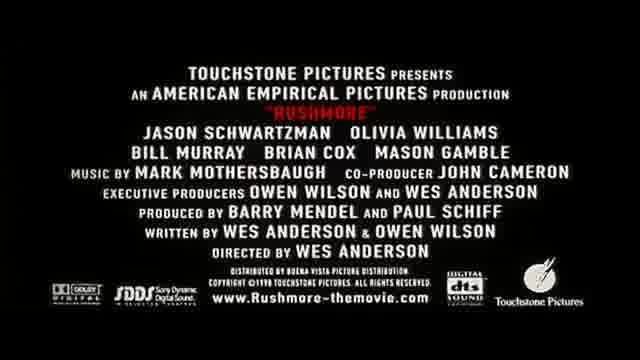 TOUCHSTONE PICTURES PRESENTS
AN AMERICAN EMPIRICAL PICTURES PRODUCTION
"RUSHMORE"
JASON SCHWARTZMAN OLIVIA WILLIAMS
BILL MURRAY BRIAN COX MASON GAMBLE
MUSIC BY MARK MOTHERSBAUGH CO-PRODUCER JOHN CAMERON
EXECUTIVE PRODUCERS OWEN WILSON AND WES ANDERSON
PRODUCED BY BARRY MENDEL AND PAUL SCHIFF
WRITTEN BY WES ANDERSON & OWEN WILSON
DIRECTED BY WES ANDERSON
DISTRIBUTED BY BUENA VISTA PICTURE DISTRIBUTION.
COPYRIGHT ©1998 TOUCHSTONE PICTURES. ALL RIGHTS RESERVED.
www.Rushmore-themovie.com
DOLBY
DIGITAL
SDDS Sony Dynamic
Digital Sound.
IN SELECTED THEATRES
DIGITAL
dts
SOUND
Touchstone Pictures